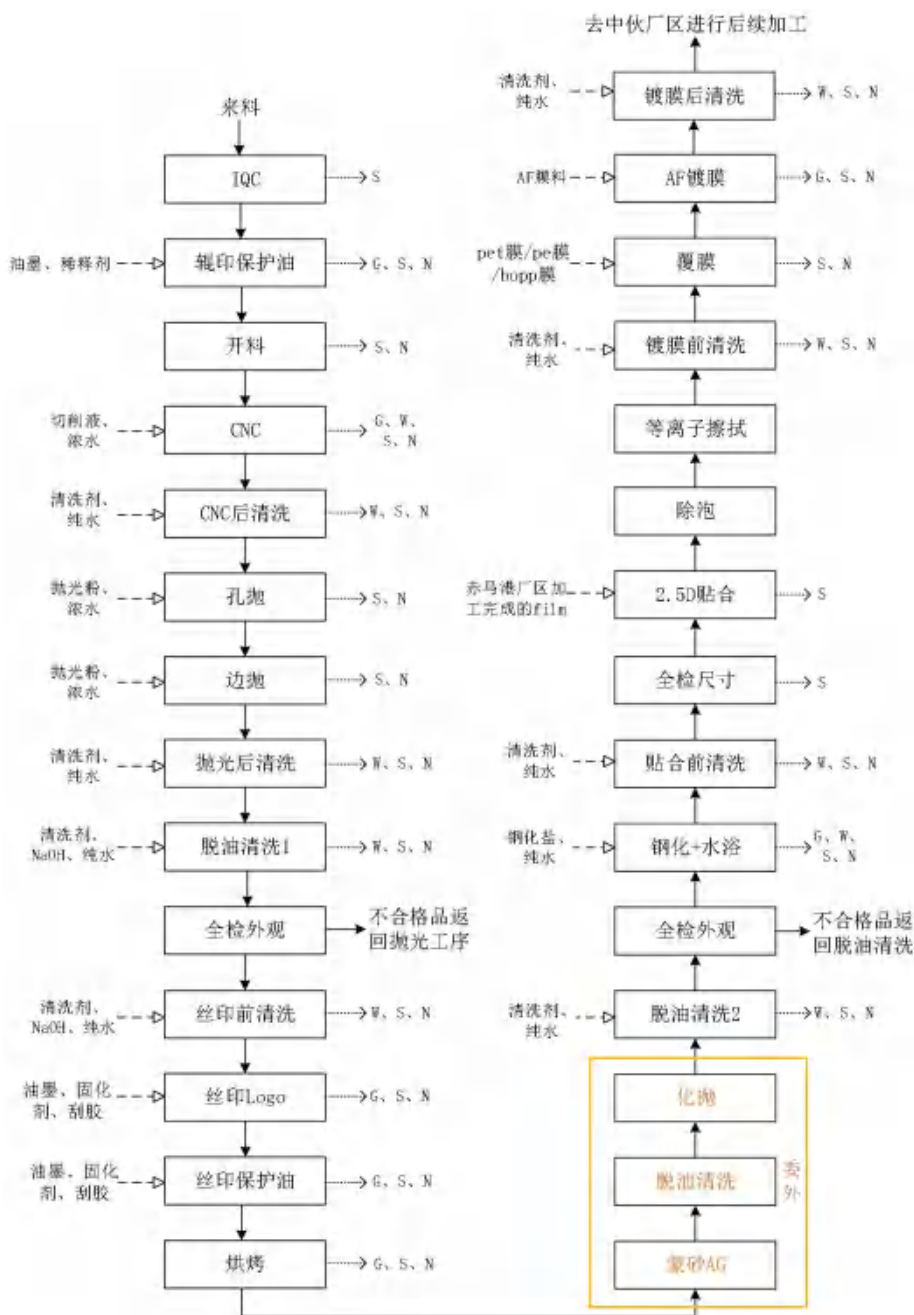 来料
IQC
S
油墨、稀释剂
辊印保护油
G、S、N
开料
S、N
切削液、
浓水
CNC
G、W、
S、N
清洗剂、
纯水
CNC后清洗
W、S、N
抛光粉、
浓水
孔抛
S、N
抛光粉、
浓水
边抛
S、N
清洗剂、
纯水
抛光后清洗
W、S、N
清洗剂、
NaOH、纯水
脱油清洗1
W、S、N
全检外观
不合格品返
回抛光工序
清洗剂、
NaOH、纯水
丝印前清洗
W、S、N
油墨、固化
剂、刮胶
丝印Logo
G、S、N
油墨、固化
剂、刮胶
丝印保护油
G、S、N
烘烤
G、S、N
去中伙厂区进行后续加工
清洗剂、
纯水
镀膜后清洗
W、S、N
AF膜料
AF镀膜
G、S、N
pet膜/pe膜
/bopp膜
覆膜
S、N
清洗剂、
纯水
镀膜前清洗
W、S、N
等离子擦拭
除泡
赤马港厂区加
工完成的film
2.5D贴合
S
全检尺寸
S
清洗剂、
纯水
贴合前清洗
W、S、N
钢化盐、
纯水
钢化+水浴
G、W、
S、N
全检外观
不合格品返
回脱油清洗
清洗剂、
纯水
脱油清洗2
W、S、N
化抛
脱油清洗
委
外
蒙砂AG